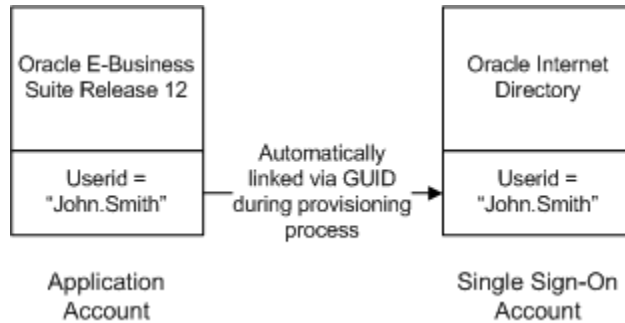 Oracle E-Business
Suite Release 12
Userid =
“John.Smith”
Automatically
linked via GUID
during provisioning
process
Oracle Internet
Directory
Userid =
“John.Smith”
Application
Account
Single Sign-On
Account